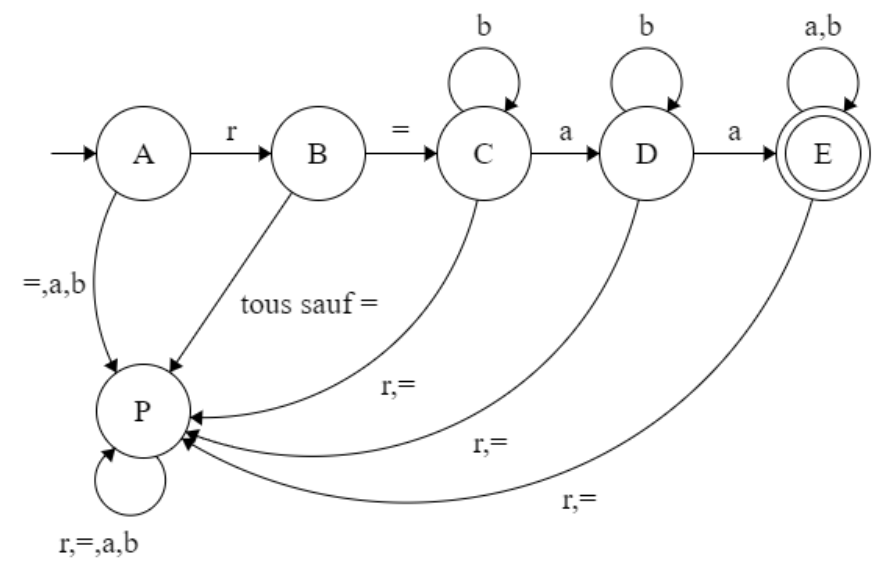 b
b
a,b
A
r
B
=
C
a
D
a
E
=,a,b
tous sauf =
r,=
P
r,=
r,=
r,=,a,b